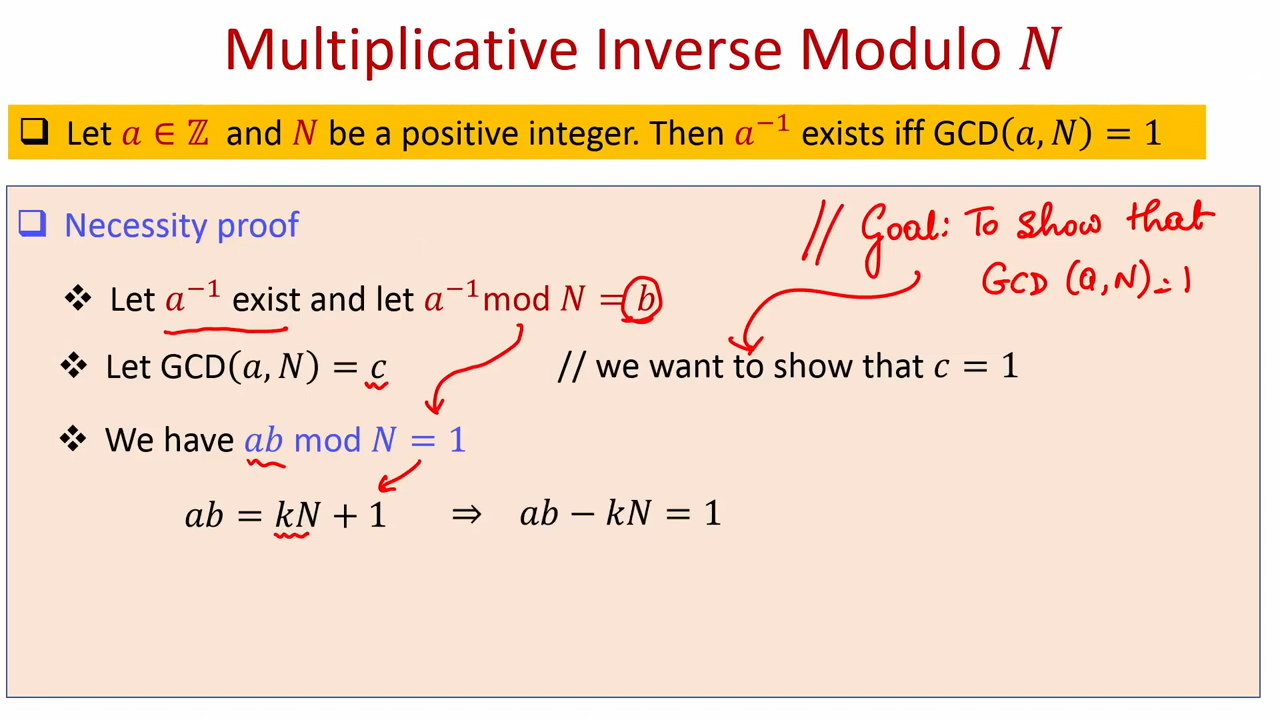 Multiplicative Inverse Modulo N
❑ Let a ∈ ℤ and N be a positive integer. Then a⁻¹ exists iff GCD(a, N) = 1
❑ Necessity proof
// Goal: To show that
GCD (a,N)=1
❖ Let a⁻¹ exist and let a⁻¹mod N = b
❖ Let GCD(a, N) = c // we want to show that c = 1
❖ We have ab mod N = 1
ab = kN + 1 ⇒ ab − kN = 1